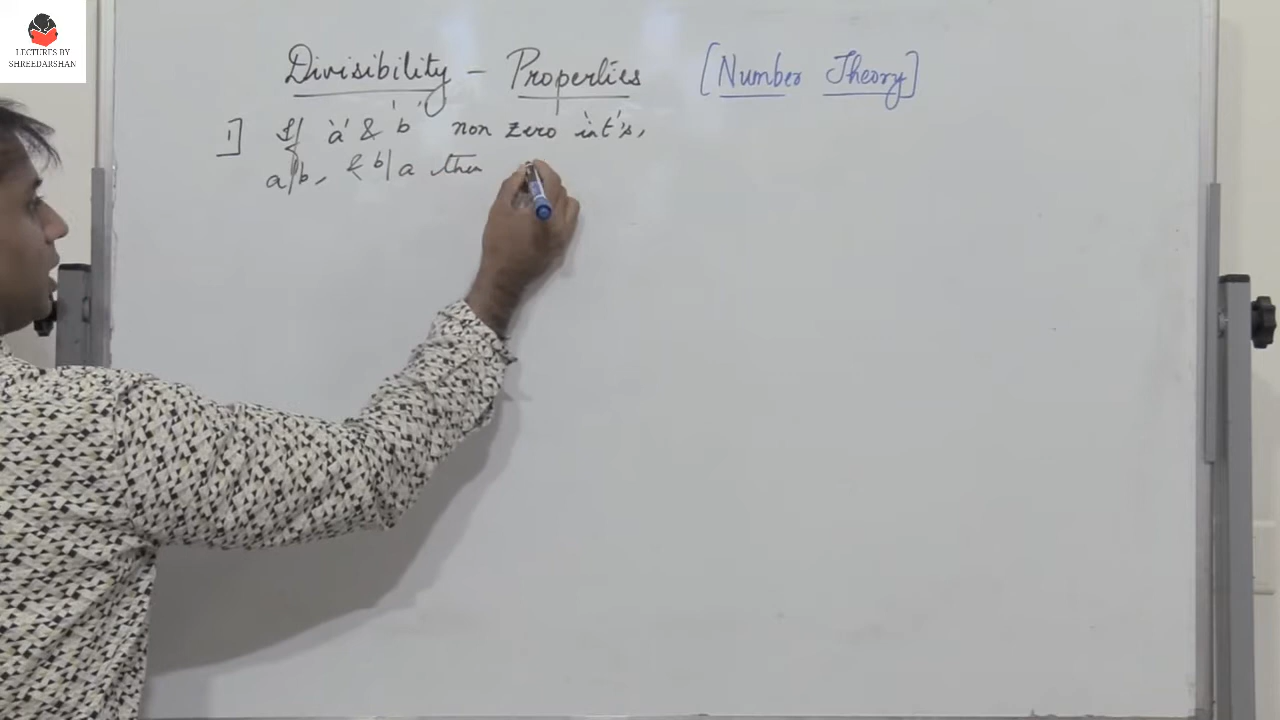 LECTURES BY
SHREEDARSHAN
Divisibility - Properties [Number Theory]
1] If 'a' & 'b' non zero int's,
a|b, & b|a then